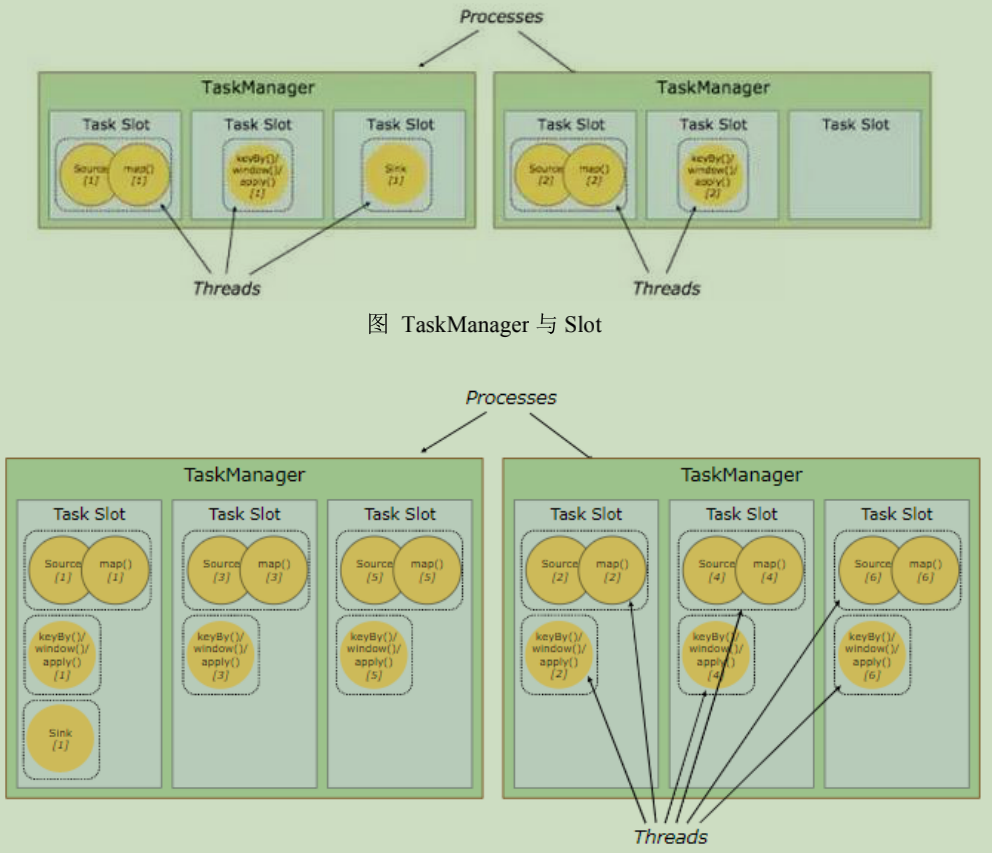 Processes
TaskManager
TaskManager
Task Slot
Task Slot
Task Slot
Task Slot
Task Slot
Task Slot
Source
[1]
map()
[1]
keyBy()/
window()/
apply()
[1]
Sink
[1]
Source
[2]
map()
[2]
keyBy()/
window()/
apply()
[2]
Threads
Threads
图 TaskManager 与 Slot
Processes
TaskManager
TaskManager
Task Slot
Task Slot
Task Slot
Task Slot
Task Slot
Task Slot
Source
[1]
map()
[1]
Source
[3]
map()
[3]
Source
[5]
map()
[5]
Source
[2]
map()
[2]
Source
[4]
map()
[4]
Source
[6]
map()
[6]
keyBy()/
window()/
apply()
[1]
keyBy()/
window()/
apply()
[3]
keyBy()/
window()/
apply()
[5]
keyBy()/
window()/
apply()
[2]
keyBy()/
window()/
apply()
[4]
keyBy()/
window()/
apply()
[6]
Sink
[1]
Threads